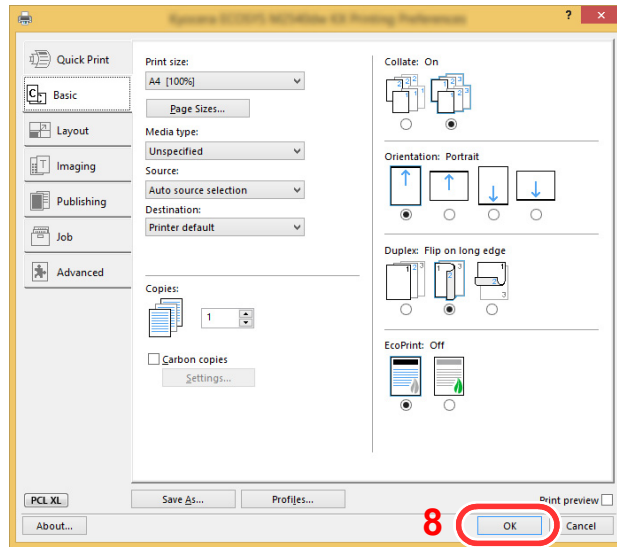 ? ×
Quick Print
Basic
Layout
Imaging
Publishing
Job
Advanced
Print size:
A4 [100%]
Page Sizes...
Media type:
Unspecified
Source:
Auto source selection
Destination:
Printer default
Copies:
1
Carbon copies
Settings...
Collate: On
Orientation: Portrait
Duplex: Flip on long edge
EcoPrint: Off
PCL XL
Save As...
Profiles...
Print preview
About...
8
OK
Cancel